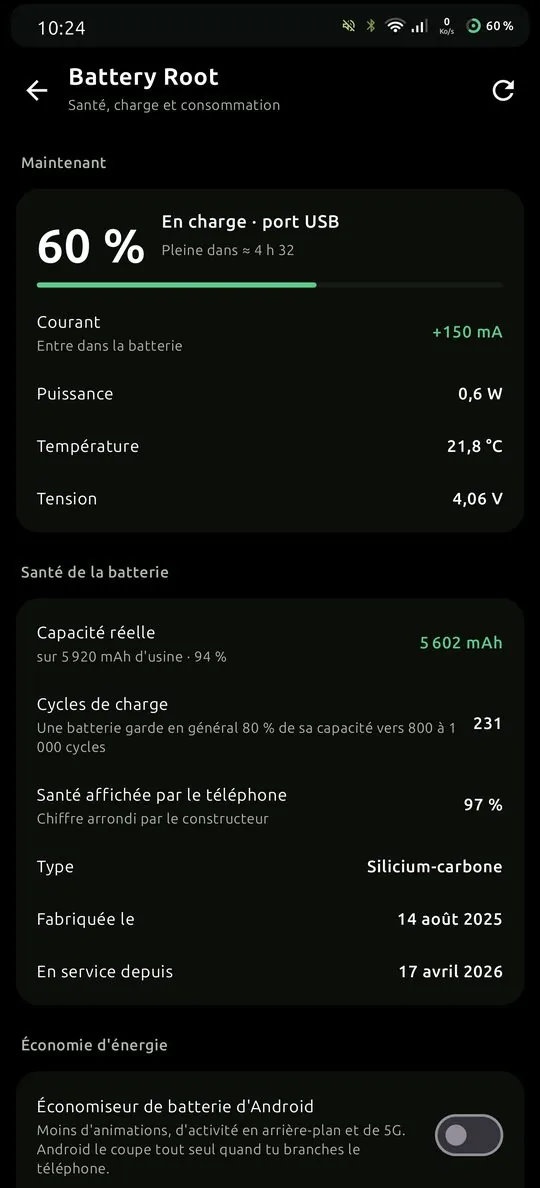 10:24
0
Ko/s
60 %
Battery Root
Santé, charge et consommation
Maintenant
60 %
En charge · port USB
Pleine dans ≈ 4 h 32
Courant
Entre dans la batterie
+150 mA
Puissance
0,6 W
Température
21,8 °C
Tension
4,06 V
Santé de la batterie
Capacité réelle
sur 5 920 mAh d'usine · 94 %
5 602 mAh
Cycles de charge
Une batterie garde en général 80 % de sa capacité vers 800 à 1
000 cycles
231
Santé affichée par le téléphone
Chiffre arrondi par le constructeur
97 %
Type
Silicium-carbone
Fabriquée le
14 août 2025
En service depuis
17 avril 2026
Économie d'énergie
Économiseur de batterie d'Android
Moins d'animations, d'activité en arrière-plan et de 5G.
Android le coupe tout seul quand tu branches le
téléphone.